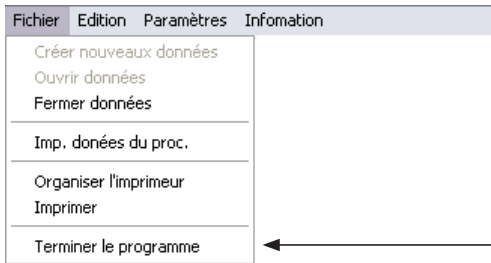 Fichier Edition Paramètres Infomation
Créer nouveaux données
Ouvrir données
Fermer données
Imp. donées du proc.
Organiser l'imprimeur
Imprimer
Terminer le programme